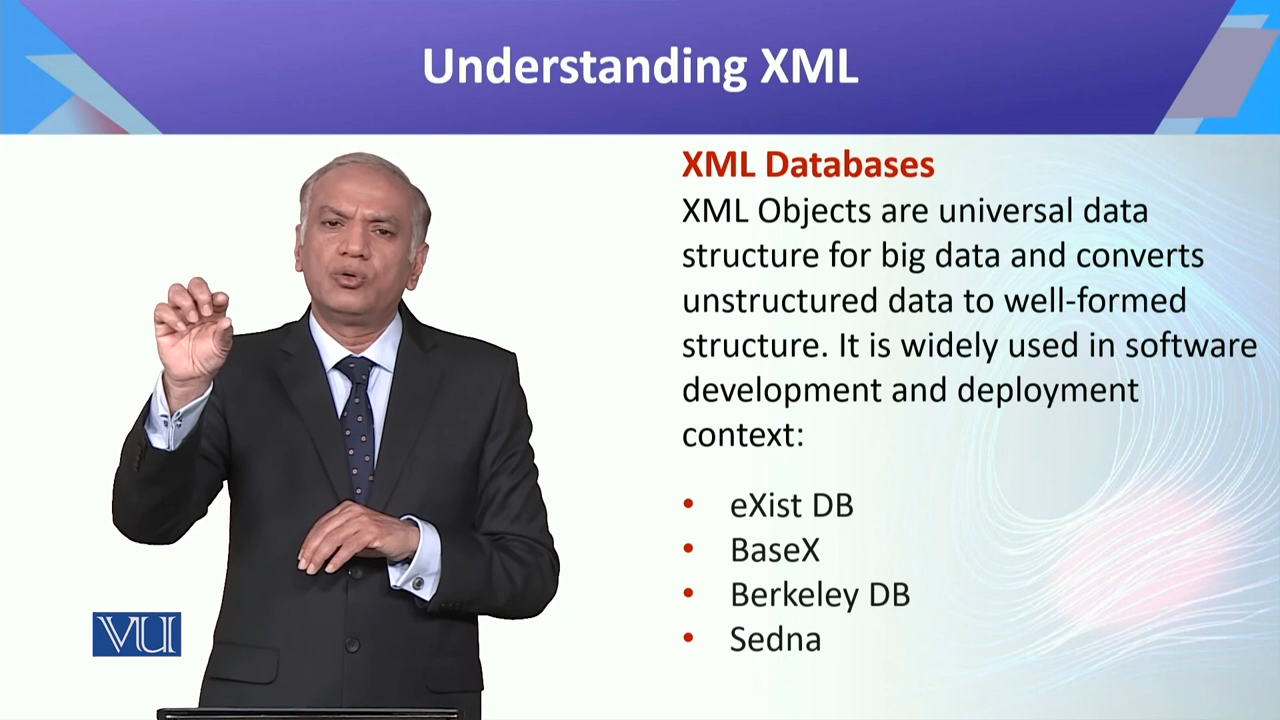 Understanding XML
XML Databases
XML Objects are universal data
structure for big data and converts
unstructured data to well-formed
structure. It is widely used in software
development and deployment
context:
• eXist DB
• BaseX
• Berkeley DB
• Sedna
VU